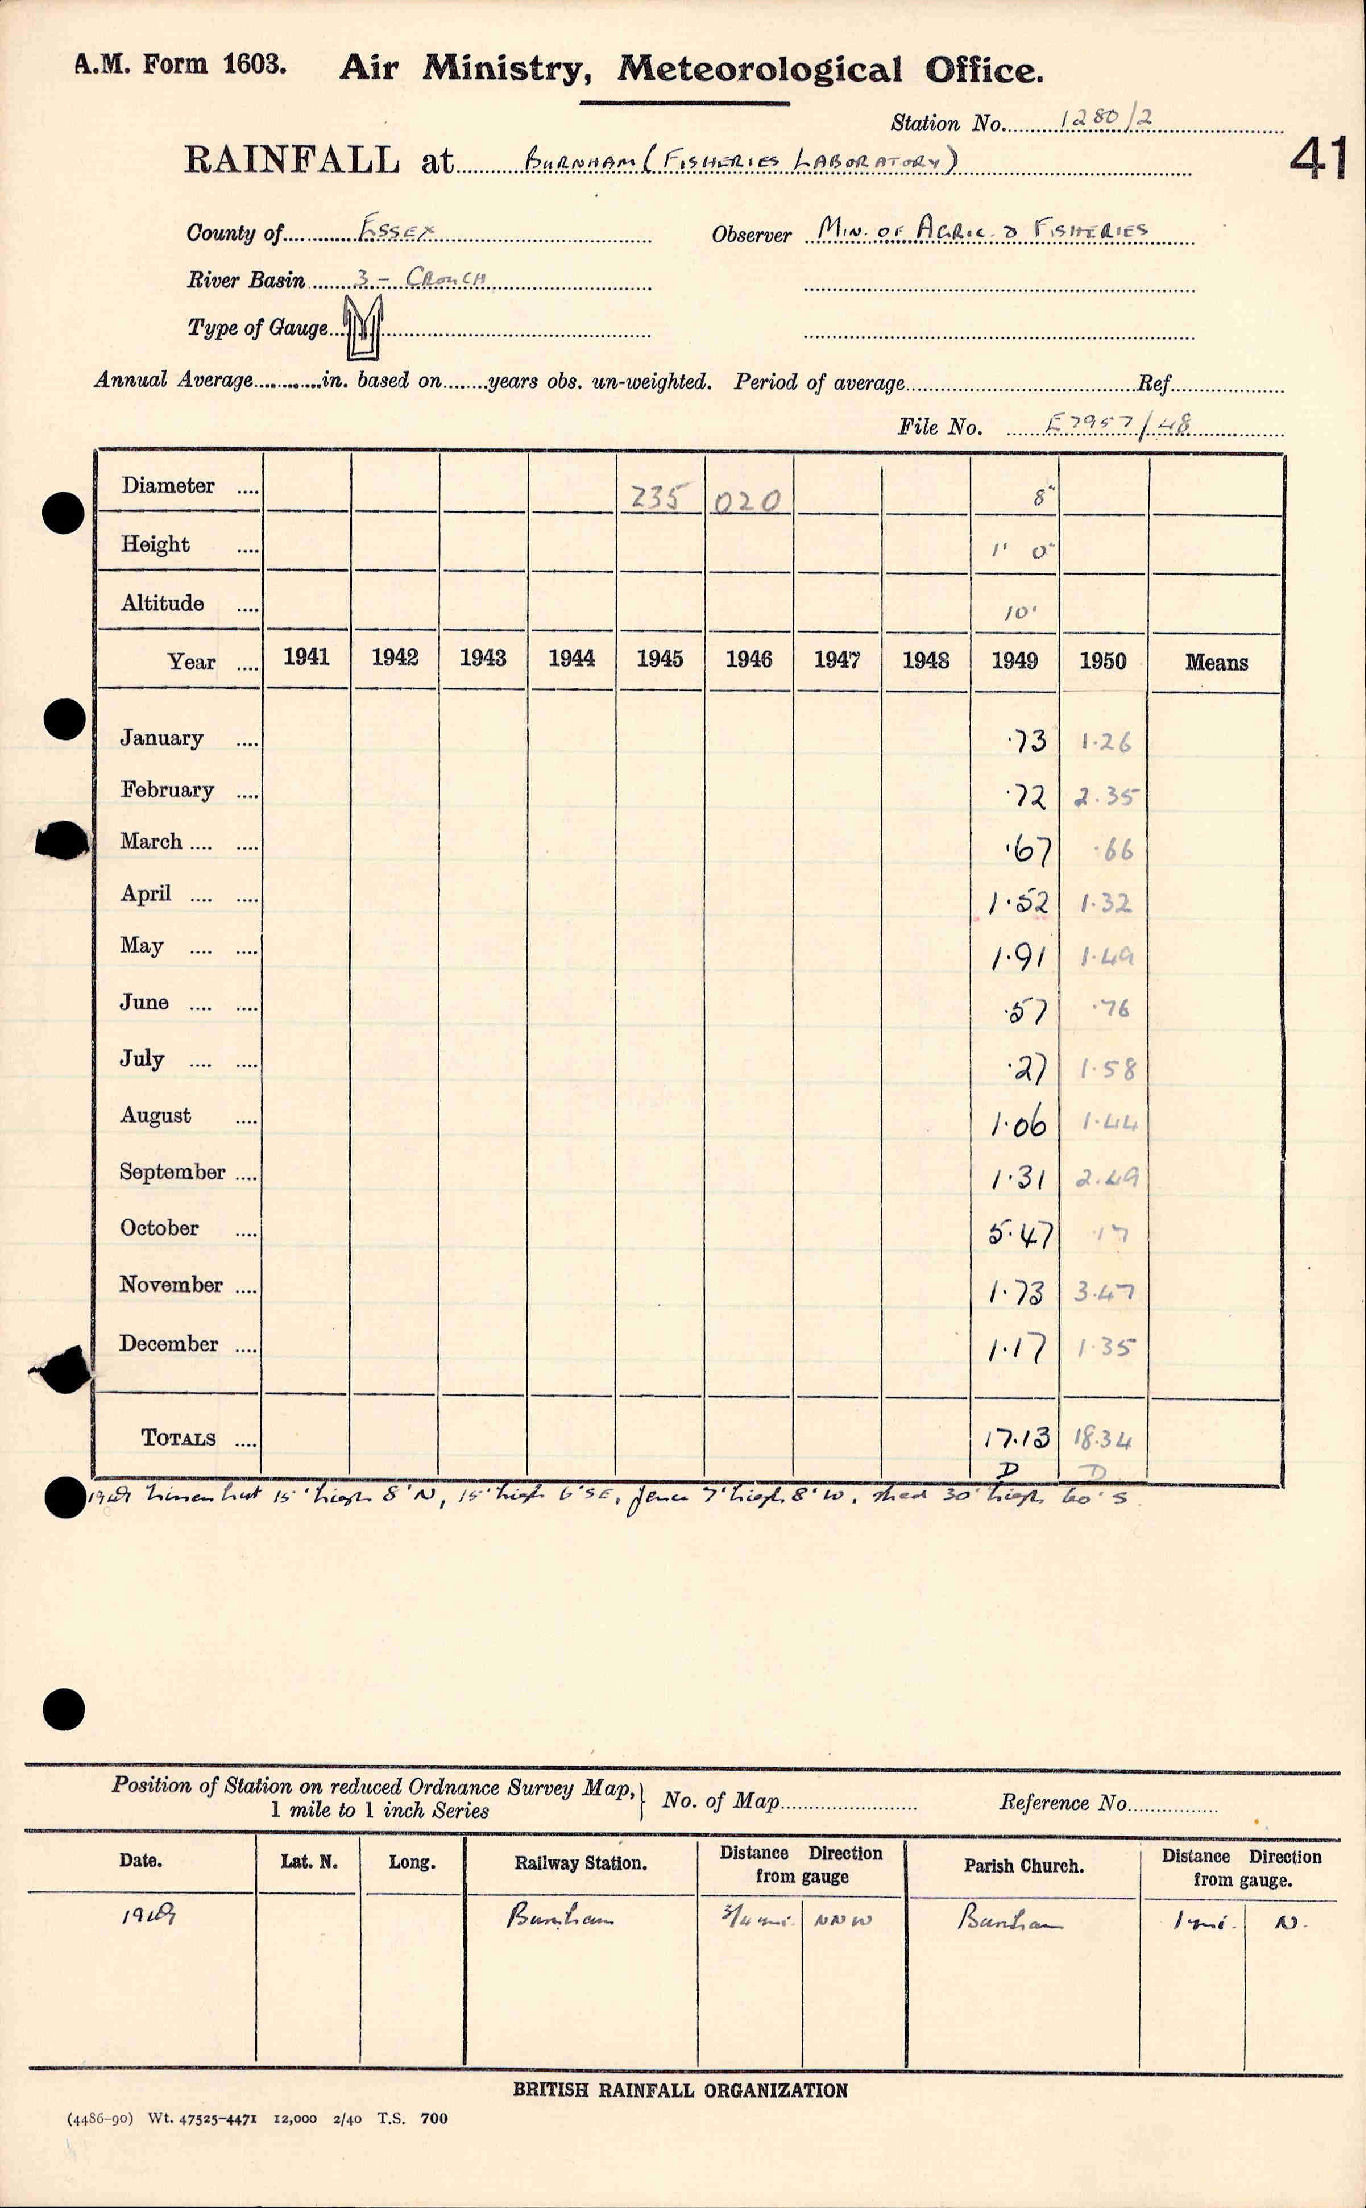 A.M. Form 1603. Air Ministry, Meteorological Office.
Station No. 1280/2
41
RAINFALL at BURNHAM (FISHERIES LABORATORY)
County of ESSEX Observer MIN. OF AGRIC. & FISHERIES
River Basin 3 - CROUCH
Type of Gauge M
Annual Average............in. based on........years obs. un-weighted. Period of average........Ref........
File No. E7957/48
Diameter .... 235 020 8"
Height .... 1' 0"
Altitude .... 10'
Year .... 1941 1942 1943 1944 1945 1946 1947 1948 1949 1950 Means
January .... ·73 1·26
February .... ·72 2.35
March .... .... ·67 ·66
April .... .... 1·52 1·32
May .... .... 1·91 1·49
June .... .... ·57 ·76
July .... .... ·27 1·58
August .... 1·06 1·44
September .... 1·31 2.49
October .... 5·47 ·17
November .... 1·73 3·47
December .... 1·17 1·35
TOTALS .... 17.13 18.34
D D
1949 Nissen hut 15' high 8' N, 15' high 6' SE, fence 7' high 8' W, shed 30' high 60' S
Position of Station on reduced Ordnance Survey Map, } No. of Map........ Reference No........
1 mile to 1 inch Series
Date. Lat. N. Long. Railway Station. Distance Direction from gauge Parish Church. Distance Direction from gauge.
1949 Burnham 3/4 mi. NNW Burnham 1 mi. N.
BRITISH RAINFALL ORGANIZATION
(4486-90) Wt. 47525-4471 12,000 2/40 T.S. 700